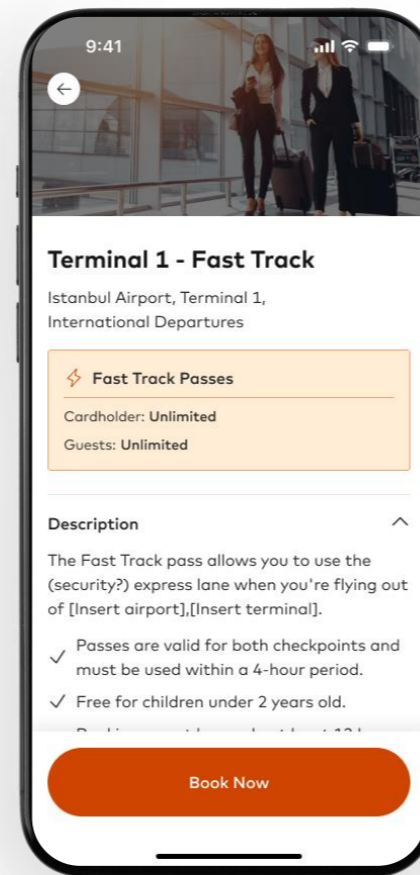 9:41
Terminal 1 - Fast Track
Istanbul Airport, Terminal 1,
International Departures
Fast Track Passes
Cardholder: Unlimited
Guests: Unlimited
Description
The Fast Track pass allows you to use the
(security?) express lane when you're flying out
of [Insert airport],[Insert terminal].
Passes are valid for both checkpoints and
must be used within a 4-hour period.
Free for children under 2 years old.
Book Now